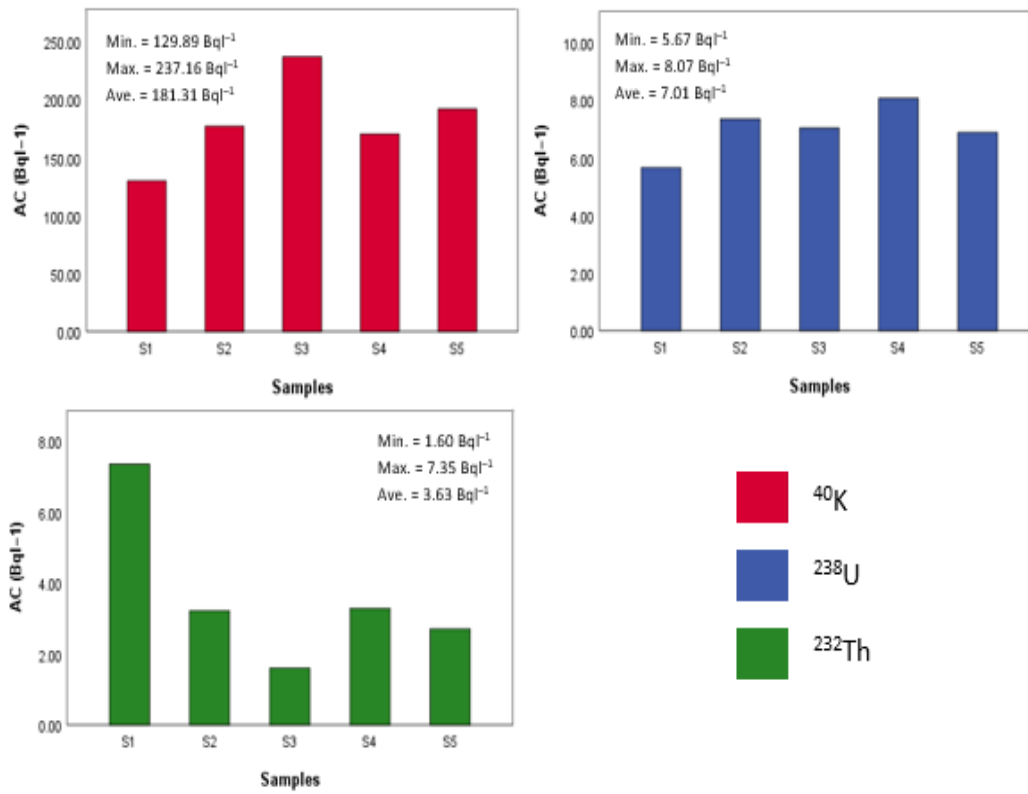 250.00
200.00
150.00
100.00
50.00
0.00
AC (Bql−1)
Min. = 129.89 Bql⁻¹
Max. = 237.16 Bql⁻¹
Ave. = 181.31 Bql⁻¹
S1 S2 S3 S4 S5
Samples
10.00
8.00
6.00
4.00
2.00
0.00
AC (Bql−1)
Min. = 5.67 Bql⁻¹
Max. = 8.07 Bql⁻¹
Ave. = 7.01 Bql⁻¹
S1 S2 S3 S4 S5
Samples
8.00
6.00
4.00
2.00
0.00
AC (Bql−1)
Min. = 1.60 Bql⁻¹
Max. = 7.35 Bql⁻¹
Ave. = 3.63 Bql⁻¹
S1 S2 S3 S4 S5
Samples
⁴⁰K
²³⁸U
²³²Th